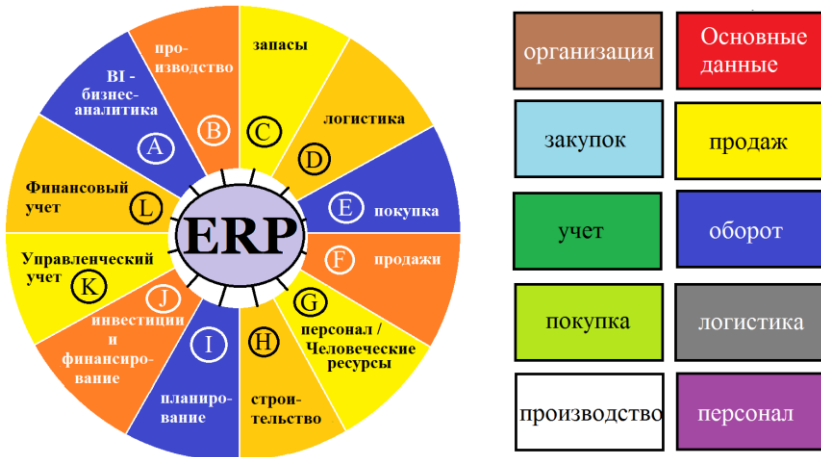 BI -
бизнес-
аналитика
A
про-
изводство
B
запасы
C
логистика
D
E
покупка
F
продажи
G
персонал /
Человеческие
ресурсы
H
строи-
тельство
I
планиро-
вание
J
инвестиции
и
финансиро-
вание
Управленческий
учет
K
Финансовый
учет
L
ERP
организация
Основные
данные
закупок
продаж
учет
оборот
покупка
логистика
производство
персонал